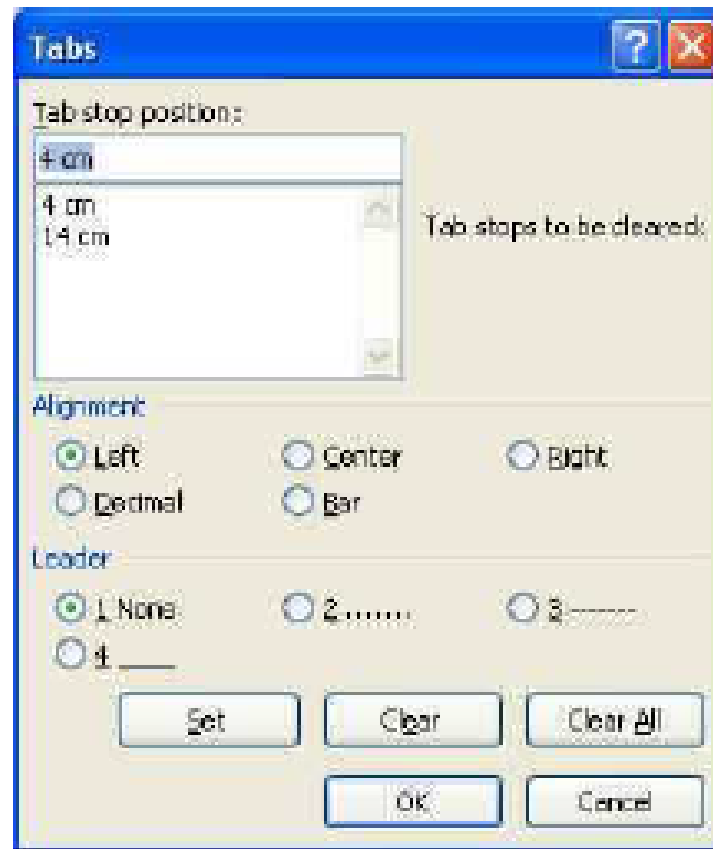 Tabs
Tab stop position:
4 cm
4 cm
14 cm
Tab stops to be cleared:
Alignment
Left Center Right
Decimal Bar
Leader
1 None 2 ....... 3 -------
4 ___
Set Clear Clear All
OK Cancel